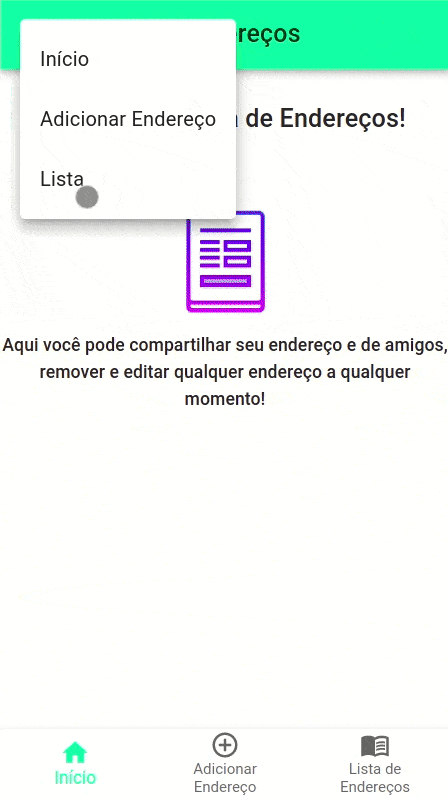 ereços
Início
Adicionar Endereço
de Endereços!
Lista
Aqui você pode compartilhar seu endereço e de amigos,
remover e editar qualquer endereço a qualquer
momento!
Início
Adicionar
Endereço
Lista de
Endereços